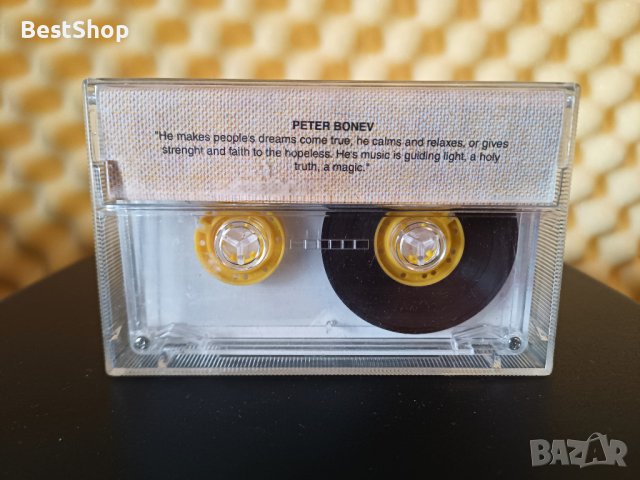 BestShop
PETER BONEV
"He makes people's dreams come true, he calms and relaxes, or gives
strenght and faith to the hopeless. He's music is guiding light, a holy
truth, a magic."
BAZAR